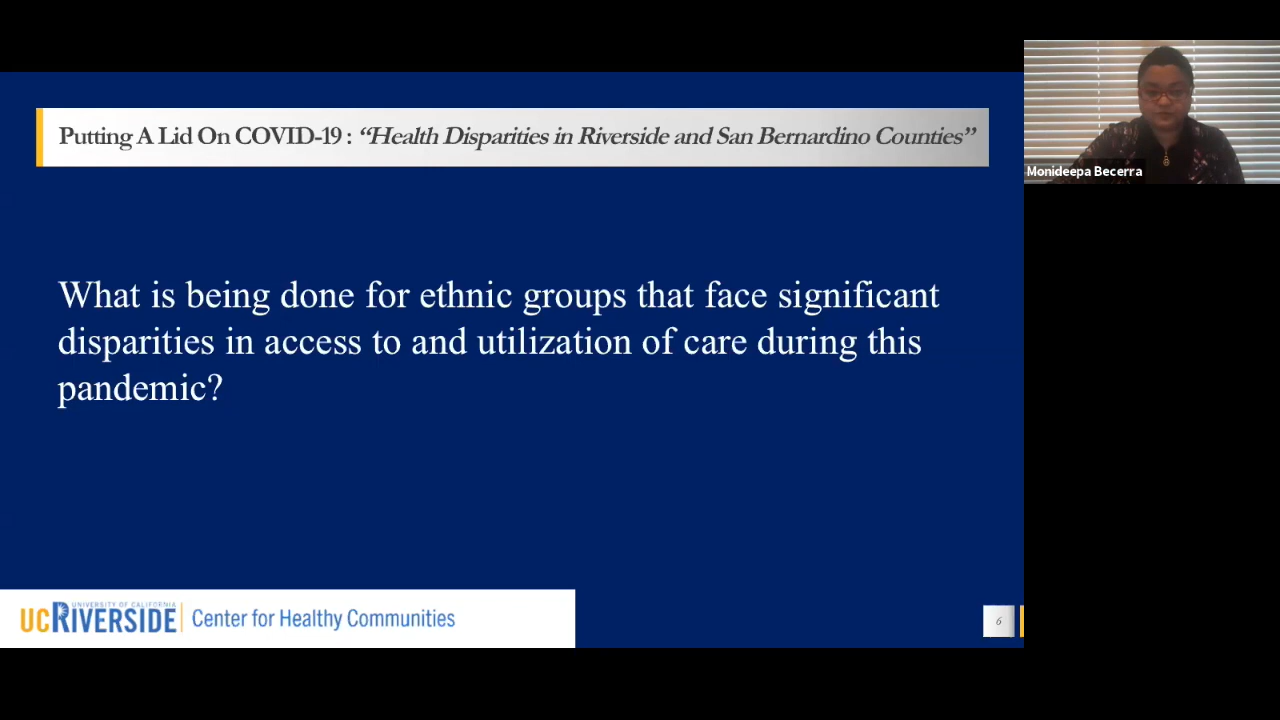 Putting A Lid On COVID-19 : “Health Disparities in Riverside and San Bernardino Counties”
Monideepa Becerra
What is being done for ethnic groups that face significant
disparities in access to and utilization of care during this
pandemic?
UNIVERSITY OF CALIFORNIA
UCRIVERSIDE
Center for Healthy Communities
6